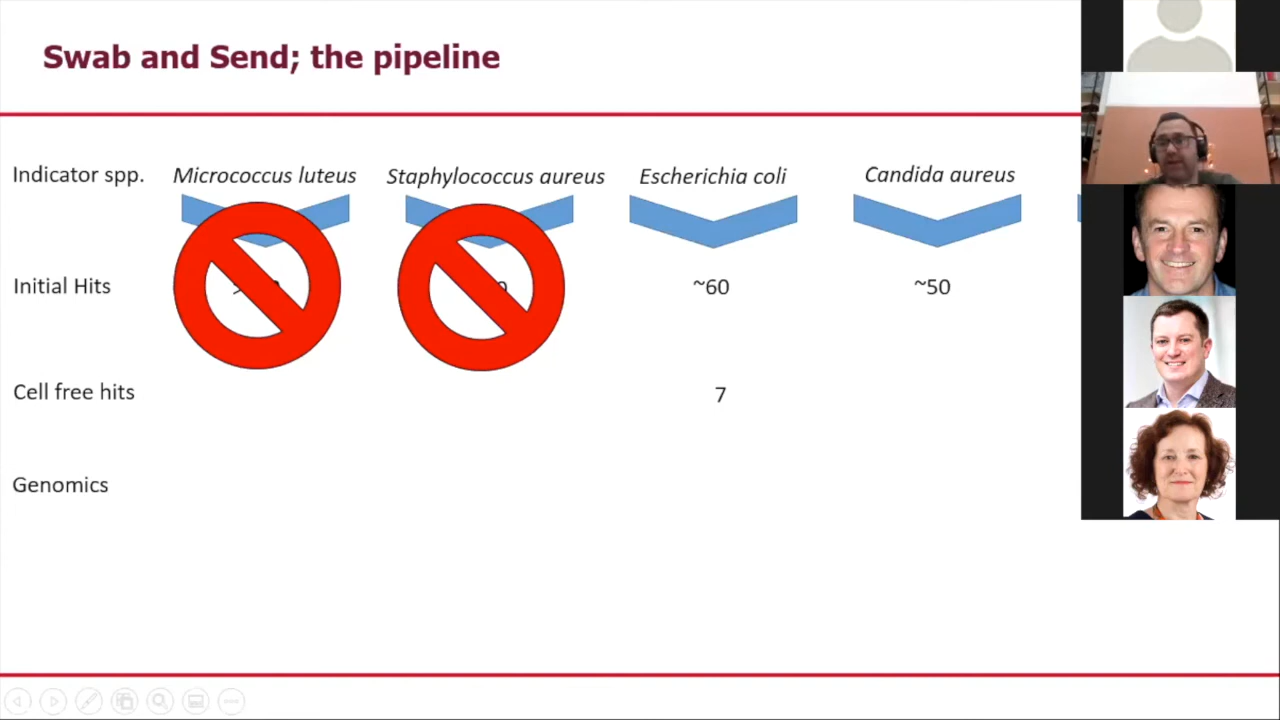 Swab and Send; the pipeline
Indicator spp. Micrococcus luteus Staphylococcus aureus Escherichia coli Candida aureus
Initial Hits ~60 ~50
Cell free hits 7
Genomics